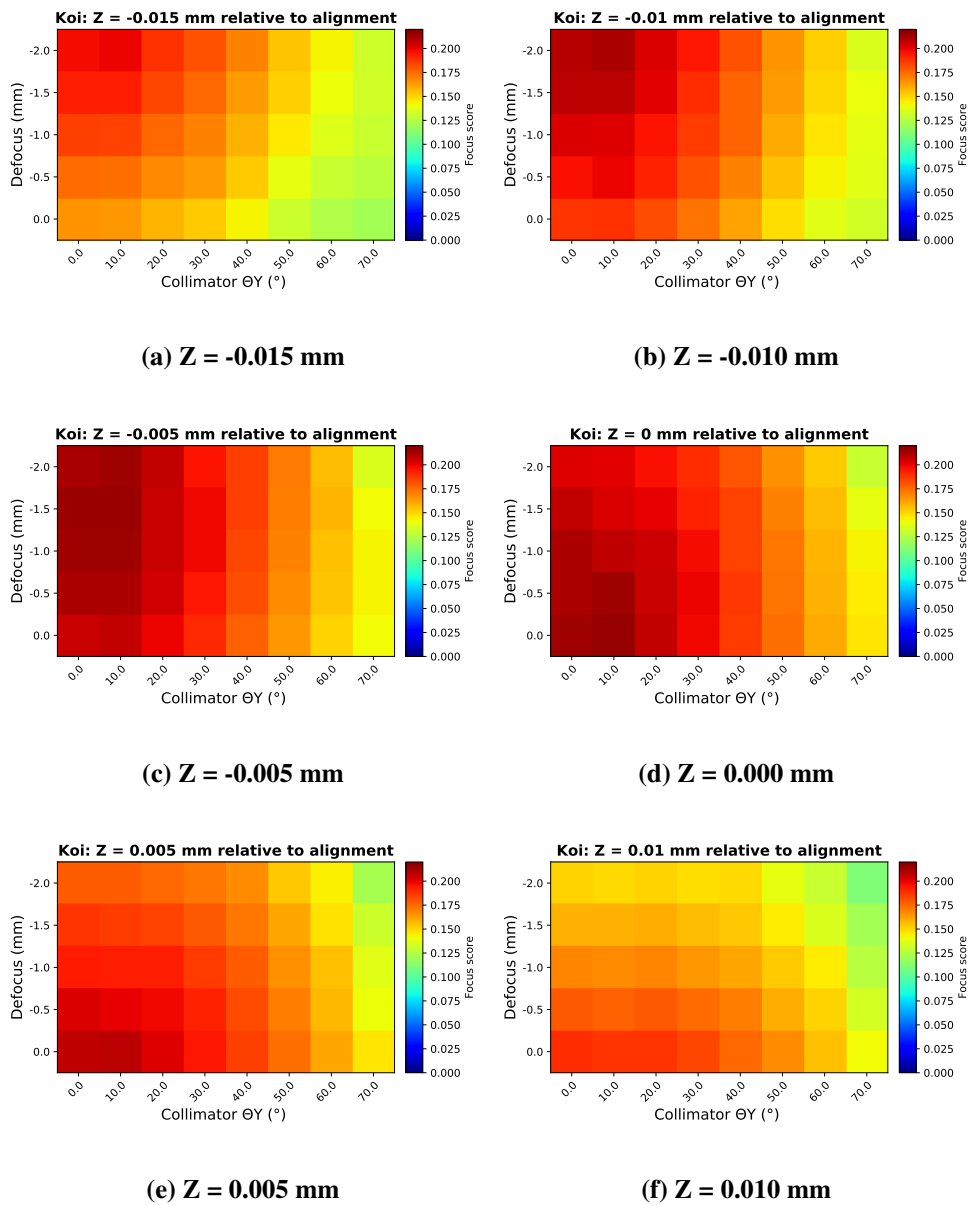 Koi: Z = -0.015 mm relative to alignment
Defocus (mm)
-2.0
-1.5
-1.0
-0.5
0.0
0.0 10.0 20.0 30.0 40.0 50.0 60.0 70.0
Collimator ΘY (°)
0.200
0.175
0.150
0.125
0.100
0.075
0.050
0.025
0.000
Focus score
(a) Z = -0.015 mm
Koi: Z = -0.01 mm relative to alignment
Defocus (mm)
-2.0
-1.5
-1.0
-0.5
0.0
0.0 10.0 20.0 30.0 40.0 50.0 60.0 70.0
Collimator ΘY (°)
0.200
0.175
0.150
0.125
0.100
0.075
0.050
0.025
0.000
Focus score
(b) Z = -0.010 mm
Koi: Z = -0.005 mm relative to alignment
Defocus (mm)
-2.0
-1.5
-1.0
-0.5
0.0
0.0 10.0 20.0 30.0 40.0 50.0 60.0 70.0
Collimator ΘY (°)
0.200
0.175
0.150
0.125
0.100
0.075
0.050
0.025
0.000
Focus score
(c) Z = -0.005 mm
Koi: Z = 0 mm relative to alignment
Defocus (mm)
-2.0
-1.5
-1.0
-0.5
0.0
0.0 10.0 20.0 30.0 40.0 50.0 60.0 70.0
Collimator ΘY (°)
0.200
0.175
0.150
0.125
0.100
0.075
0.050
0.025
0.000
Focus score
(d) Z = 0.000 mm
Koi: Z = 0.005 mm relative to alignment
Defocus (mm)
-2.0
-1.5
-1.0
-0.5
0.0
0.0 10.0 20.0 30.0 40.0 50.0 60.0 70.0
Collimator ΘY (°)
0.200
0.175
0.150
0.125
0.100
0.075
0.050
0.025
0.000
Focus score
(e) Z = 0.005 mm
Koi: Z = 0.01 mm relative to alignment
Defocus (mm)
-2.0
-1.5
-1.0
-0.5
0.0
0.0 10.0 20.0 30.0 40.0 50.0 60.0 70.0
Collimator ΘY (°)
0.200
0.175
0.150
0.125
0.100
0.075
0.050
0.025
0.000
Focus score
(f) Z = 0.010 mm